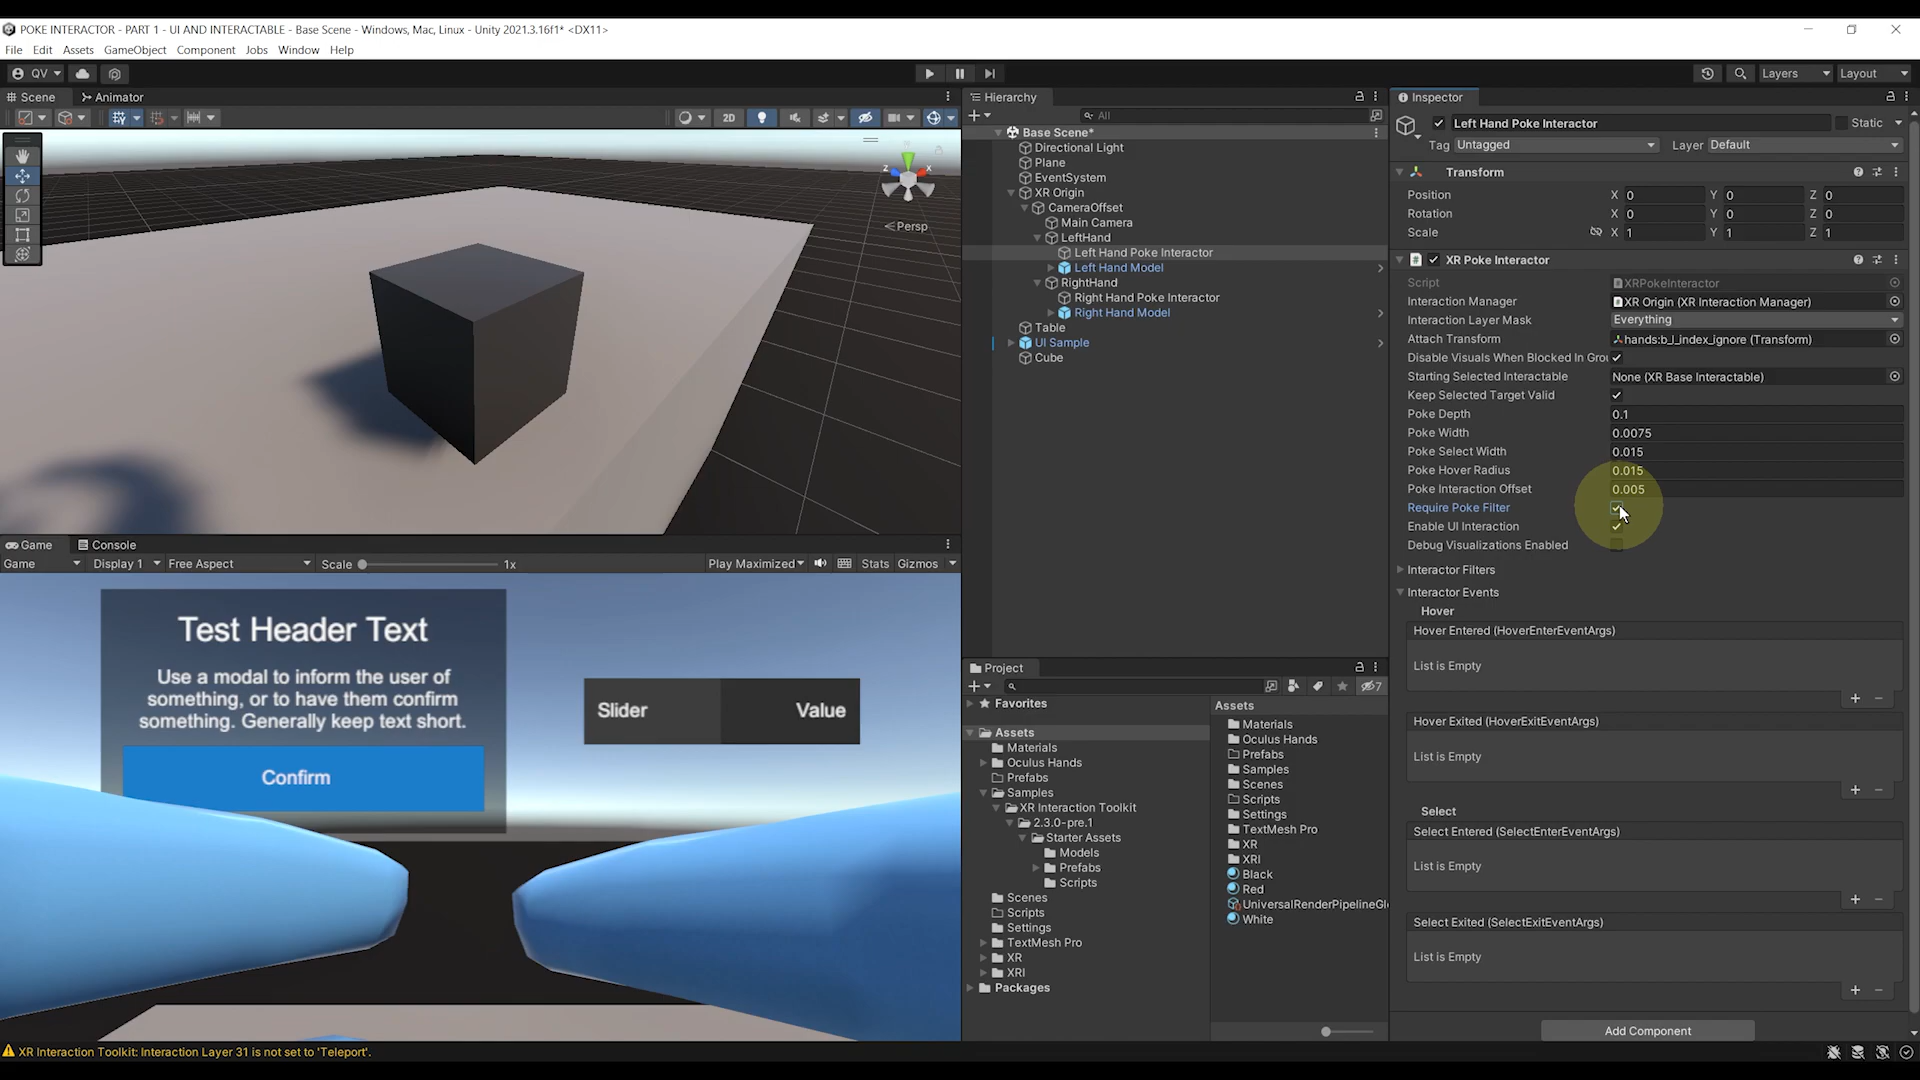 POKE INTERACTOR - PART 1 - UI AND INTERACTABLE - Base Scene - Windows, Mac, Linux - Unity 2021.3.16f1* <DX11>
File Edit Assets GameObject Component Jobs Window Help
QV
Layers
Layout
Scene
Animator
2D
Y
x
z
Persp
Game
Console
Game
Display 1
Free Aspect
Scale
1x
Play Maximized
Stats
Gizmos
Test Header Text
Use a modal to inform the user of
something, or to have them confirm
something. Generally keep text short.
Confirm
Slider
Value
Hierarchy
All
Base Scene*
Directional Light
Plane
EventSystem
XR Origin
CameraOffset
Main Camera
LeftHand
Left Hand Poke Interactor
Left Hand Model
RightHand
Right Hand Poke Interactor
Right Hand Model
Table
UI Sample
Cube
Project
7
Favorites
Assets
Materials
Oculus Hands
Prefabs
Samples
XR Interaction Toolkit
2.3.0-pre.1
Starter Assets
Models
Prefabs
Scripts
Scenes
Scripts
Settings
TextMesh Pro
XR
XRI
Packages
Assets
Materials
Oculus Hands
Prefabs
Samples
Scenes
Scripts
Settings
TextMesh Pro
XR
XRI
Black
Red
UniversalRenderPipelineGl
White
Inspector
Left Hand Poke Interactor
Static
Tag Untagged
Layer Default
Transform
Position X 0 Y 0 Z 0
Rotation X 0 Y 0 Z 0
Scale X 1 Y 1 Z 1
XR Poke Interactor
Script XRPokeInteractor
Interaction Manager XR Origin (XR Interaction Manager)
Interaction Layer Mask Everything
Attach Transform hands:b_l_index_ignore (Transform)
Disable Visuals When Blocked In Grou
Starting Selected Interactable None (XR Base Interactable)
Keep Selected Target Valid
Poke Depth 0.1
Poke Width 0.0075
Poke Select Width 0.015
Poke Hover Radius 0.015
Poke Interaction Offset 0.005
Require Poke Filter
Enable UI Interaction
Debug Visualizations Enabled
Interactor Filters
Interactor Events
Hover
Hover Entered (HoverEnterEventArgs)
List is Empty
Hover Exited (HoverExitEventArgs)
List is Empty
Select
Select Entered (SelectEnterEventArgs)
List is Empty
Select Exited (SelectExitEventArgs)
List is Empty
Add Component
XR Interaction Toolkit: Interaction Layer 31 is not set to 'Teleport'.